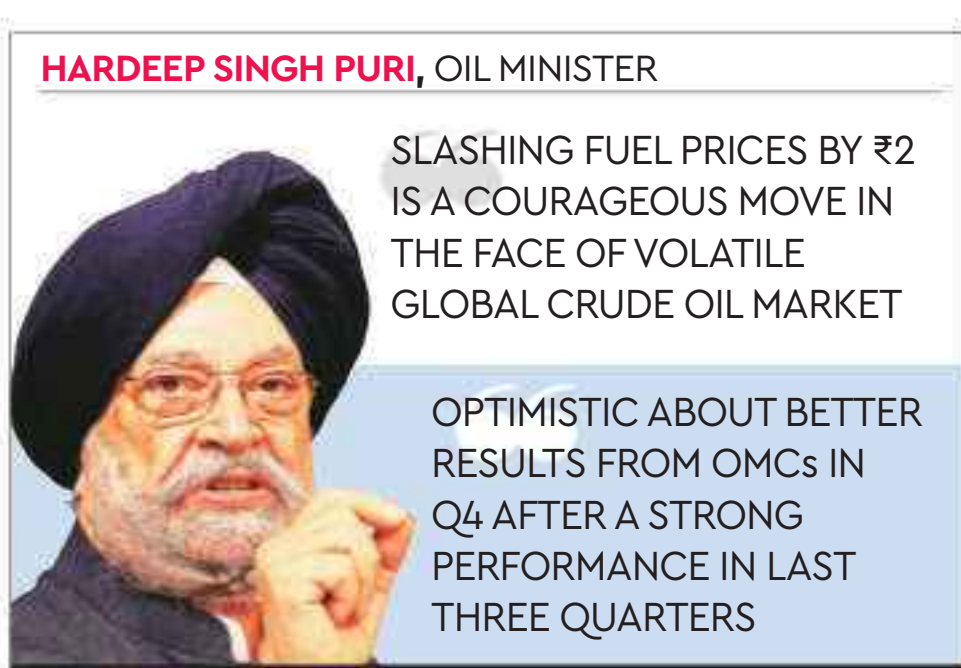 HARDEEP SINGH PURI, OIL MINISTER
SLASHING FUEL PRICES BY ₹2
IS A COURAGEOUS MOVE IN
THE FACE OF VOLATILE
GLOBAL CRUDE OIL MARKET
OPTIMISTIC ABOUT BETTER
RESULTS FROM OMCs IN
Q4 AFTER A STRONG
PERFORMANCE IN LAST
THREE QUARTERS